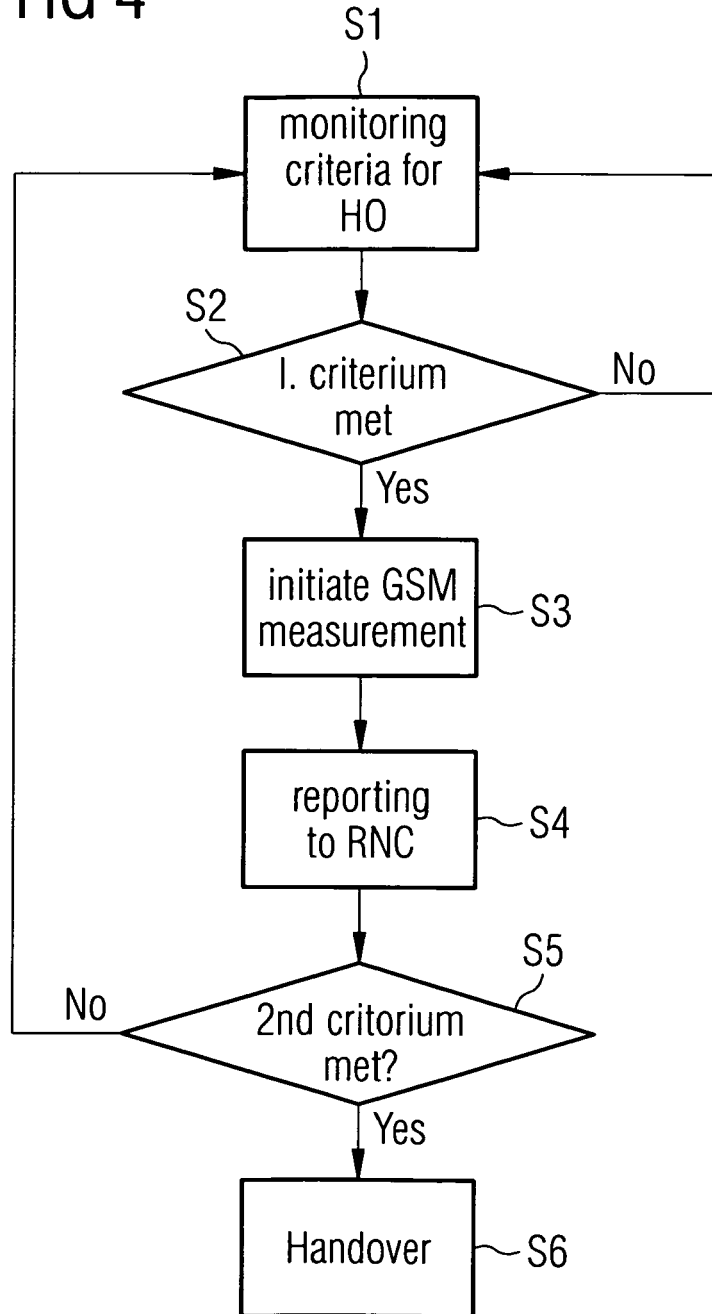 FIG 4
S1
monitoring
criteria for
HO
S2
I. criterium
met
No
Yes
initiate GSM
measurement
S3
reporting
to RNC
S4
S5
No
2nd critorium
met?
Yes
Handover
S6